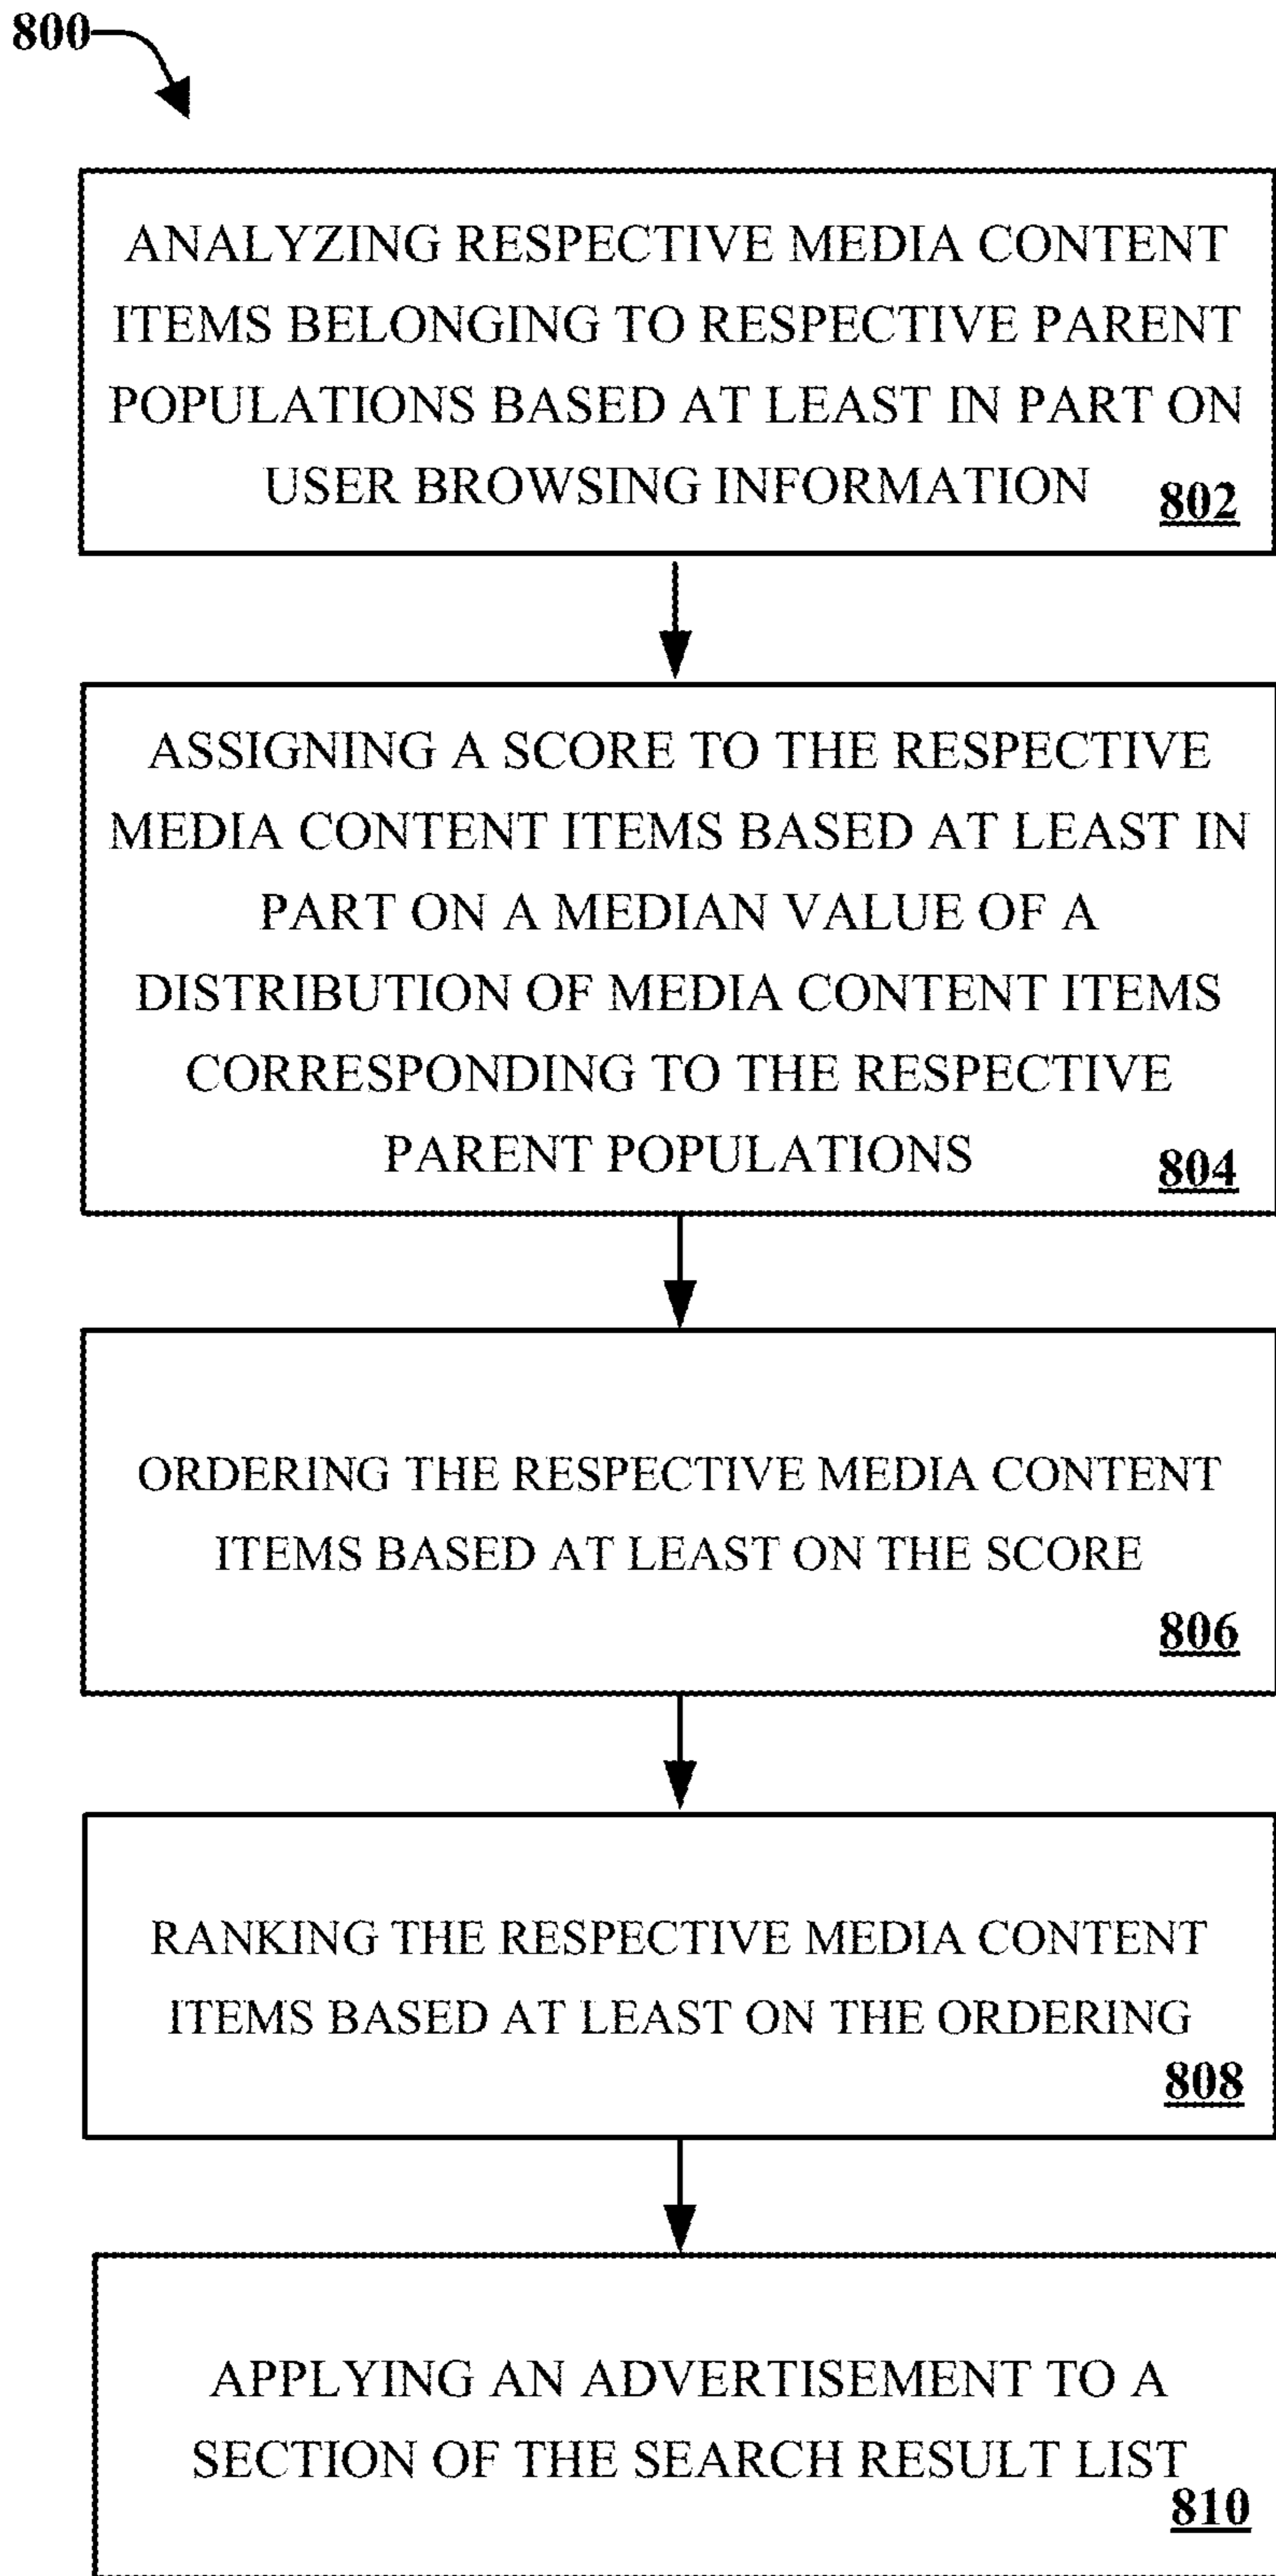 800
ANALYZING RESPECTIVE MEDIA CONTENT
ITEMS BELONGING TO RESPECTIVE PARENT
POPULATIONS BASED AT LEAST IN PART ON
USER BROWSING INFORMATION
802
ASSIGNING A SCORE TO THE RESPECTIVE
MEDIA CONTENT ITEMS BASED AT LEAST IN
PART ON A MEDIAN VALUE OF A
DISTRIBUTION OF MEDIA CONTENT ITEMS
CORRESPONDING TO THE RESPECTIVE
PARENT POPULATIONS
804
ORDERING THE RESPECTIVE MEDIA CONTENT
ITEMS BASED AT LEAST ON THE SCORE
806
RANKING THE RESPECTIVE MEDIA CONTENT
ITEMS BASED AT LEAST ON THE ORDERING
808
APPLYING AN ADVERTISEMENT TO A
SECTION OF THE SEARCH RESULT LIST
810